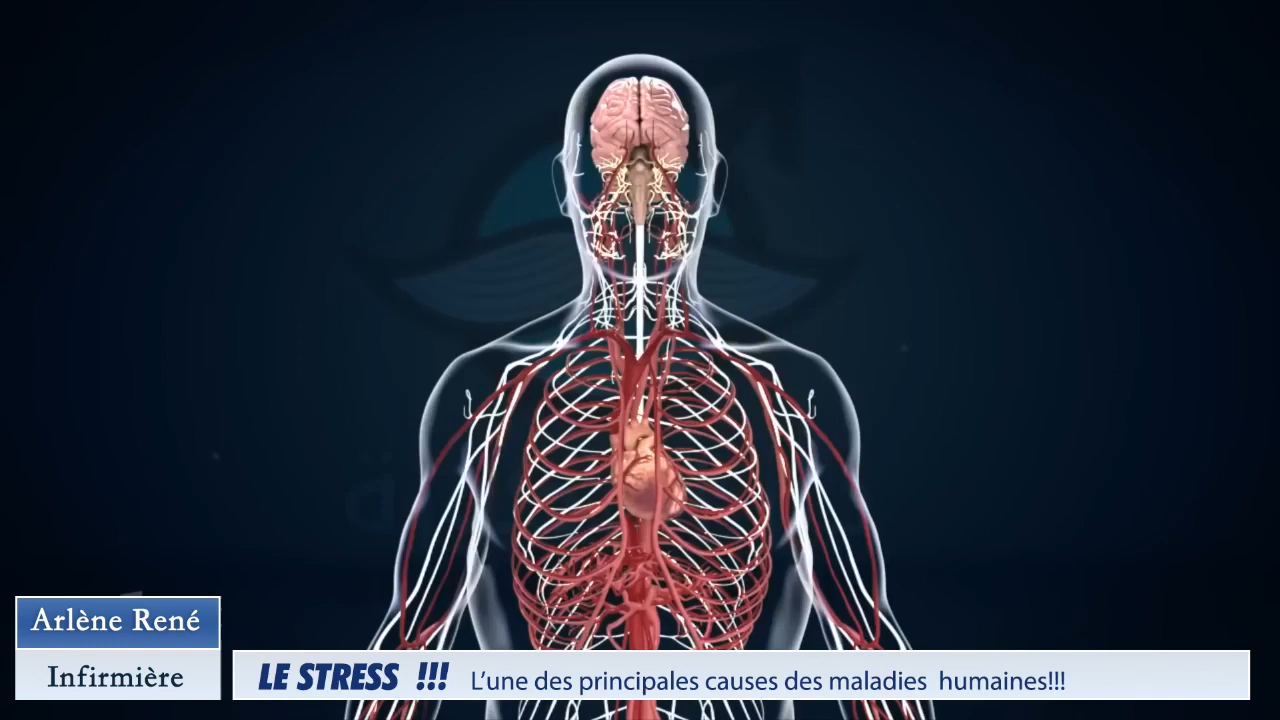 Arlène René
Infirmière
LE STRESS !!! L'une des principales causes des maladies humaines!!!